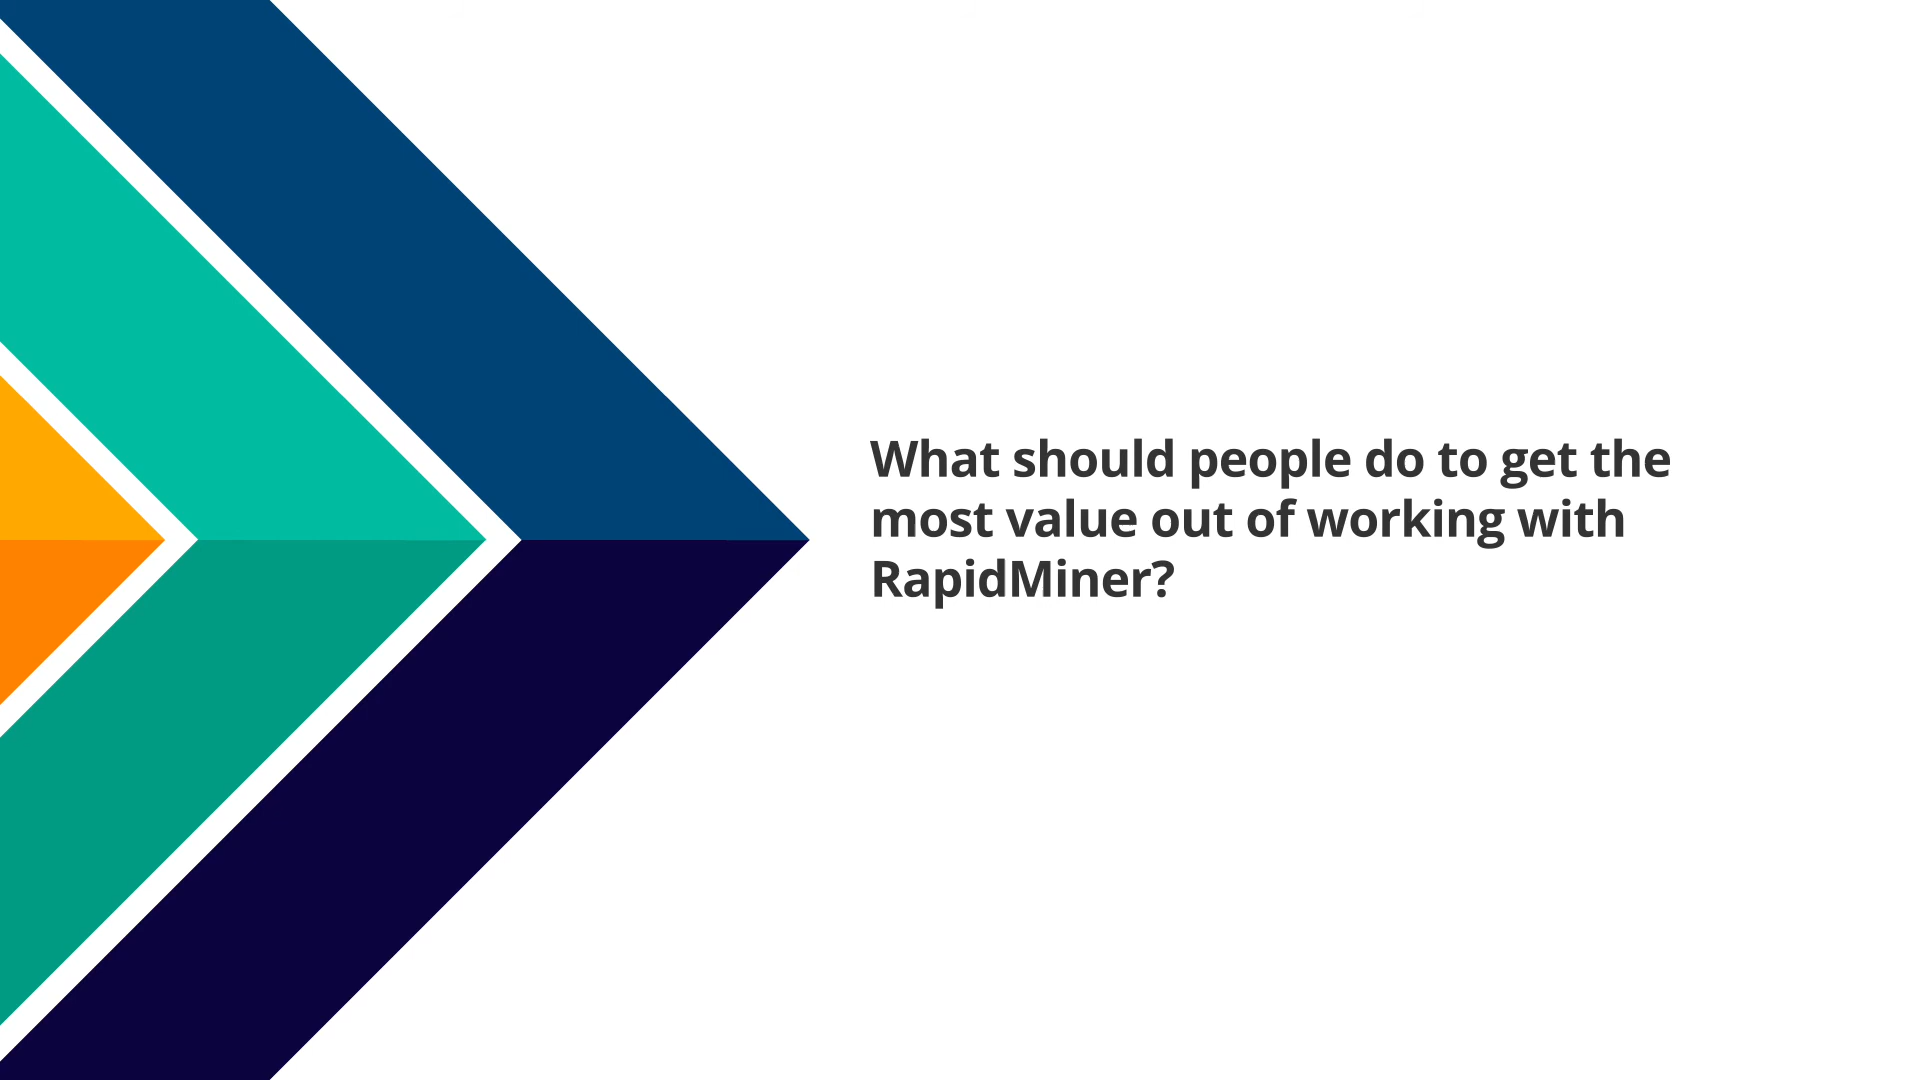 What should people do to get the
most value out of working with
RapidMiner?